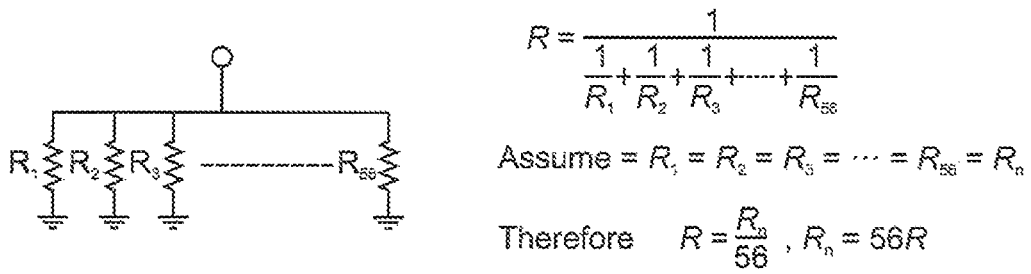 R₁ R₂ R₃ ---------- R₅₆
R = 1 / (1/R₁ + 1/R₂ + 1/R₃ +-----+ 1/R₅₆)
Assume = R₁ = R₂ = R₃ = ··· = R₅₆ = Rₙ
Therefore R = Rₙ/56 , Rₙ = 56R